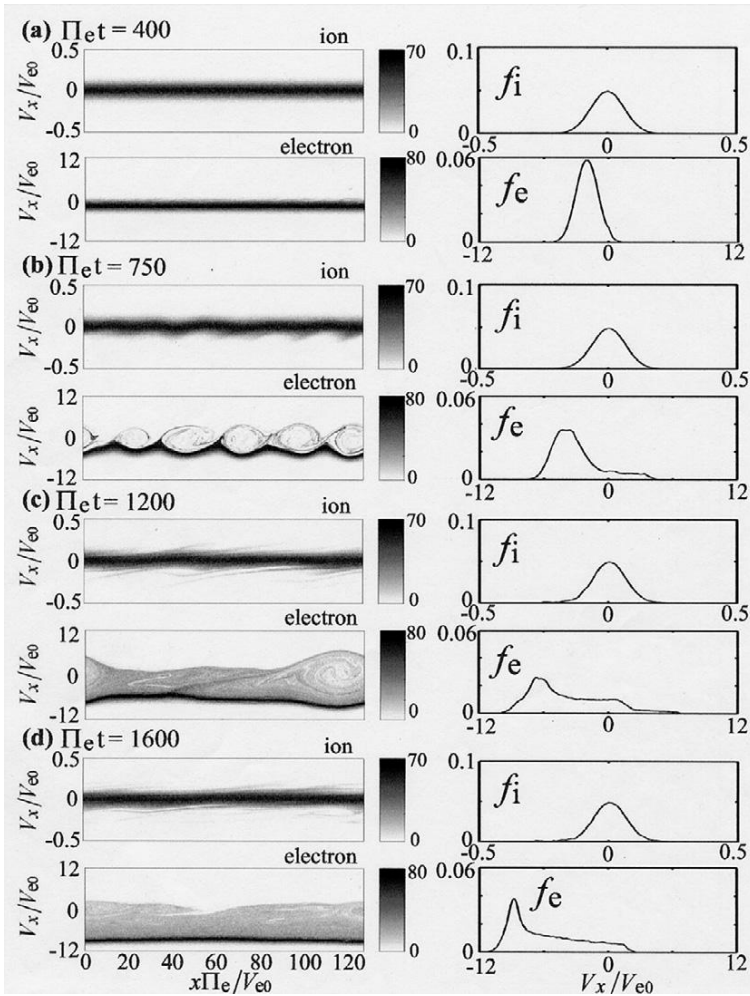 (a) Πet = 400
ion
Vx/Ve0
0.5
0
-0.5
70
0
0.1
0
fi
-0.5 0 0.5
electron
Vx/Ve0
12
0
-12
80
0
0.06
0
fe
-12 0 12
(b) Πet = 750
ion
Vx/Ve0
0.5
0
-0.5
70
0
0.1
0
fi
-0.5 0 0.5
electron
Vx/Ve0
12
0
-12
80
0
0.06
0
fe
-12 0 12
(c) Πet = 1200
ion
Vx/Ve0
0.5
0
-0.5
70
0
0.1
0
fi
-0.5 0 0.5
electron
Vx/Ve0
12
0
-12
80
0
0.06
0
fe
-12 0 12
(d) Πet = 1600
ion
Vx/Ve0
0.5
0
-0.5
70
0
0.1
0
fi
-0.5 0 0.5
electron
Vx/Ve0
12
0
-12
80
0
0.06
0
fe
0 20 40 60 80 100 120
-12 0 12
xΠe/Ve0
Vx/Ve0